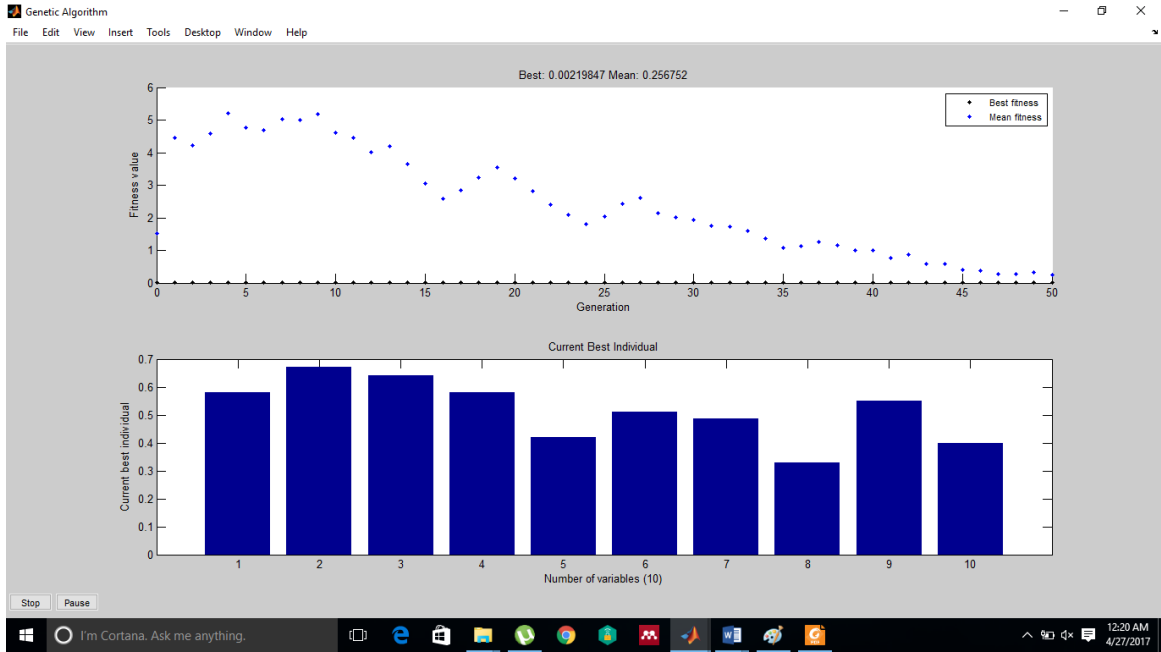 Genetic Algorithm
File Edit View Insert Tools Desktop Window Help
Best: 0.00219847 Mean: 0.256752
Best fitness
Mean fitness
Fitness value
6
5
4
3
2
1
0
0 5 10 15 20 25 30 35 40 45 50
Generation
Current Best Individual
Current best individual
0.7
0.6
0.5
0.4
0.3
0.2
0.1
0
1 2 3 4 5 6 7 8 9 10
Number of variables (10)
Stop Pause
I'm Cortana. Ask me anything.
12:20 AM
4/27/2017